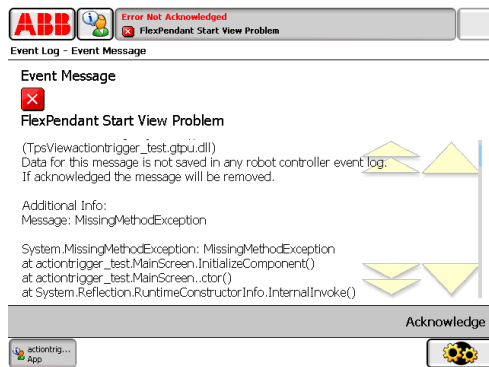 ABB
Error Not Acknowledged
FlexPendant Start View Problem
Event Log - Event Message
Event Message
FlexPendant Start View Problem
(TpsViewactiontrigger_test.gtpu.dll)
Data for this message is not saved in any robot controller event log.
If acknowledged the message will be removed.
Additional Info:
Message: MissingMethodException
System.MissingMethodException: MissingMethodException
at actiontrigger_test.MainScreen.InitializeComponent()
at actiontrigger_test.MainScreen..ctor()
at System.Reflection.RuntimeConstructorInfo.InternalInvoke()
Acknowledge
actiontrig...
App